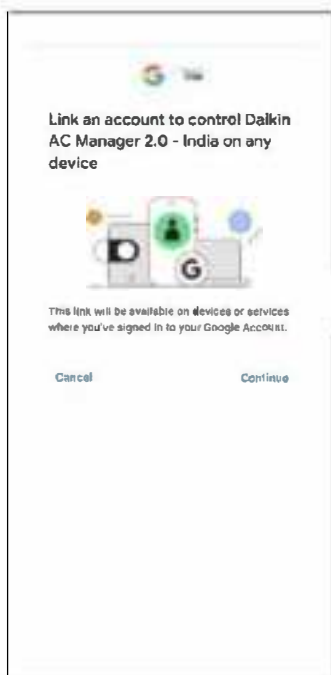 Link an account to control Daikin
AC Manager 2.0 - India on any
device
G
This link will be available on devices or services
where you've signed in to your Google Account.
Cancel
Continue